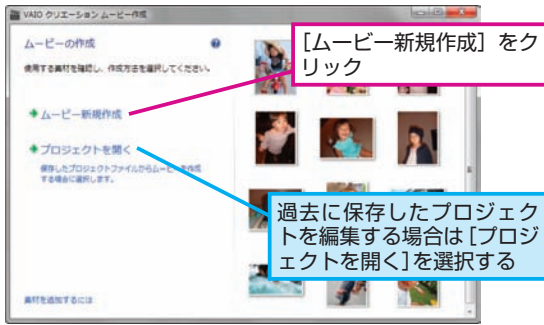 VAIO クリエーション ムービー作成
ムービーの作成
使用する素材を確認し、作成方法を選択してください。
[ムービー新規作成] をク
リック
ムービー新規作成
プロジェクトを開く
保存したプロジェクトファイルからムービーを作成
する場合に選択します。
過去に保存したプロジェク
トを編集する場合は[プロジ
ェクトを開く]を選択する
素材を追加するには